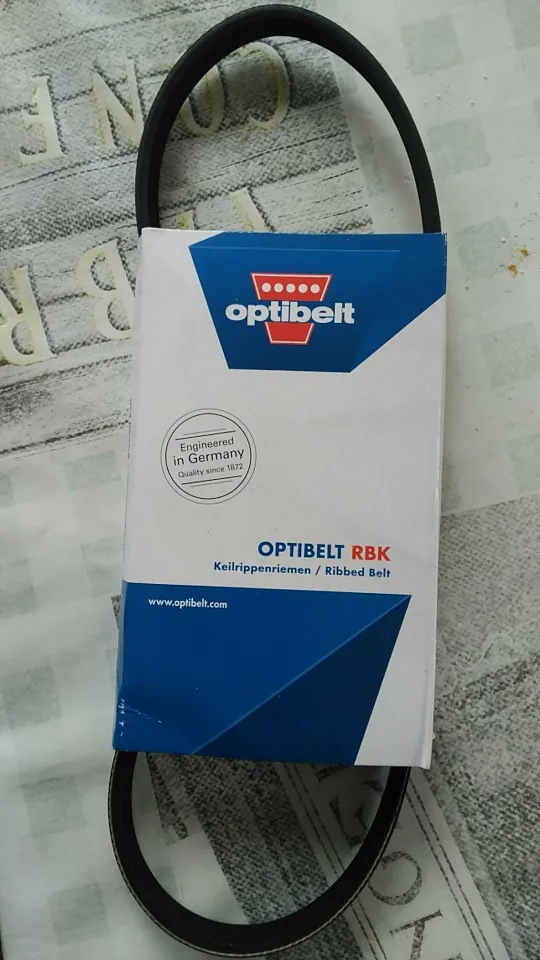 optibelt
Engineered
in Germany
Quality since 1872
OPTIBELT RBK
Keilrippenriemen / Ribbed Belt
www.optibelt.com